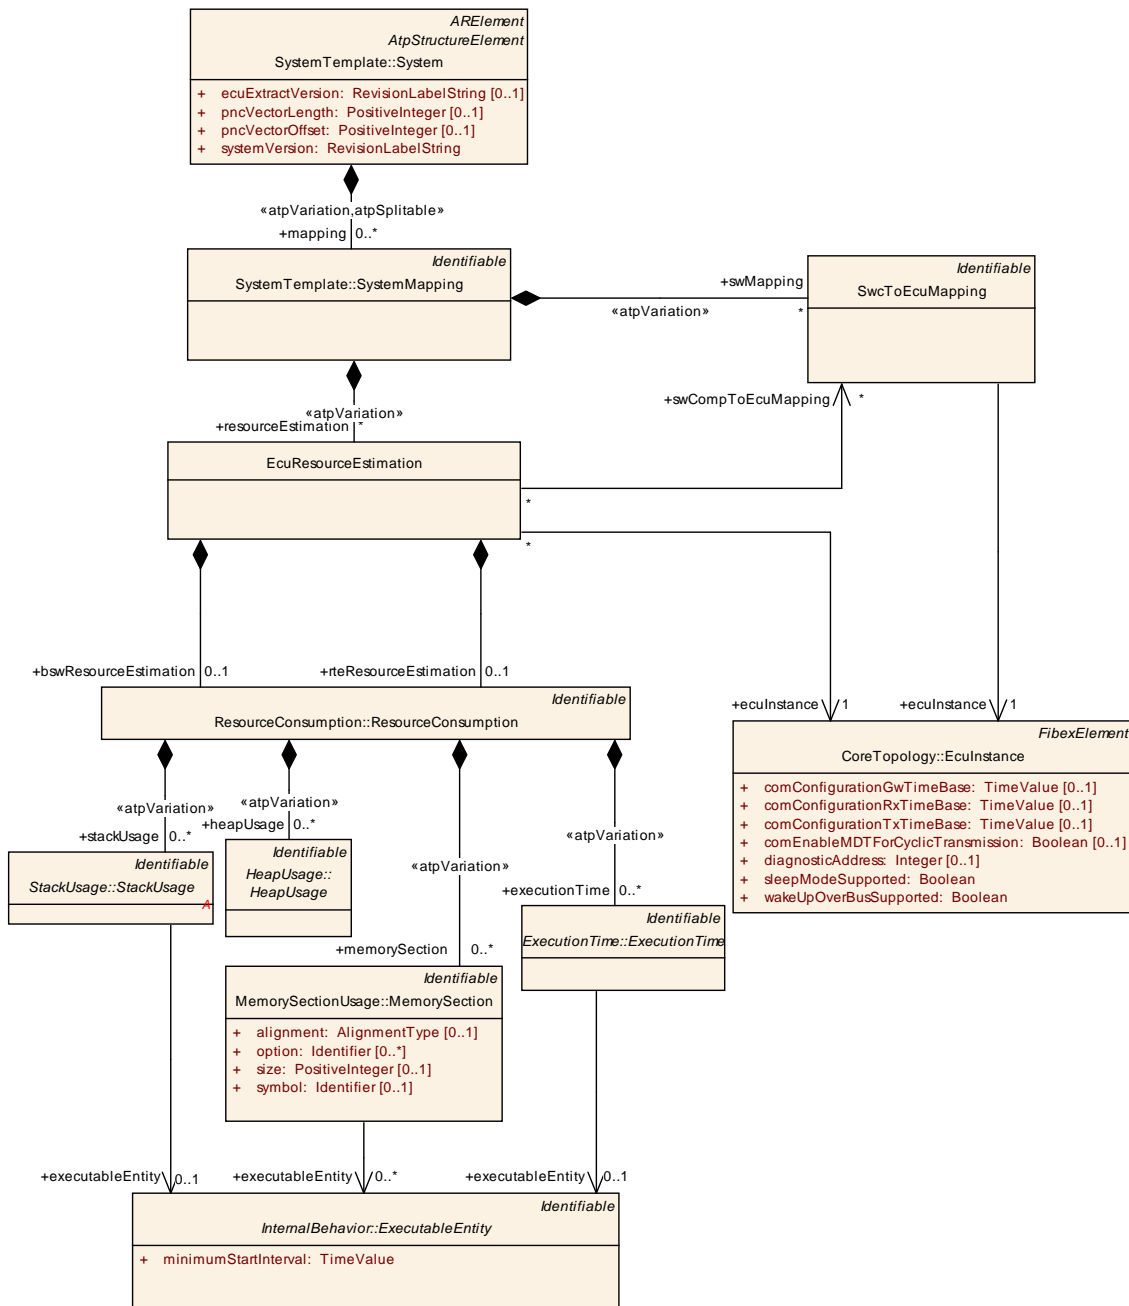 ARElement
AtpStructureElement
SystemTemplate::System
+ ecuExtractVersion: RevisionLabelString [0..1]
+ pncVectorLength: PositiveInteger [0..1]
+ pncVectorOffset: PositiveInteger [0..1]
+ systemVersion: RevisionLabelString
«atpVariation,atpSplitable»
+mapping 0..*
Identifiable
SystemTemplate::SystemMapping
+swMapping
«atpVariation» *
Identifiable
SwcToEcuMapping
«atpVariation»
+resourceEstimation *
+swCompToEcuMapping *
EcuResourceEstimation
*
*
+bswResourceEstimation 0..1
+rteResourceEstimation 0..1
+ecuInstance 1
+ecuInstance 1
Identifiable
ResourceConsumption::ResourceConsumption
FibexElement
CoreTopology::EcuInstance
+ comConfigurationGwTimeBase: TimeValue [0..1]
+ comConfigurationRxTimeBase: TimeValue [0..1]
+ comConfigurationTxTimeBase: TimeValue [0..1]
+ comEnableMDTForCyclicTransmission: Boolean [0..1]
+ diagnosticAddress: Integer [0..1]
+ sleepModeSupported: Boolean
+ wakeUpOverBusSupported: Boolean
«atpVariation»
+stackUsage 0..*
«atpVariation»
+heapUsage 0..*
«atpVariation»
+memorySection 0..*
«atpVariation»
+executionTime 0..*
Identifiable
StackUsage::StackUsage
A
Identifiable
HeapUsage::
HeapUsage
Identifiable
ExecutionTime::ExecutionTime
Identifiable
MemorySectionUsage::MemorySection
+ alignment: AlignmentType [0..1]
+ option: Identifier [0..*]
+ size: PositiveInteger [0..1]
+ symbol: Identifier [0..1]
+executableEntity 0..1
+executableEntity 0..*
+executableEntity 0..1
Identifiable
InternalBehavior::ExecutableEntity
+ minimumStartInterval: TimeValue